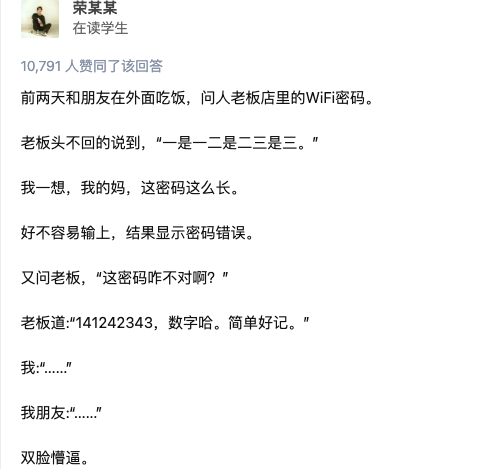 荣某某
在读学生
10,791 人赞同了该回答
前两天和朋友在外面吃饭，问人老板店里的WiFi密码。
老板头不回的说到，“一是一二是二三是三。”
我一想，我的妈，这密码这么长。
好不容易输上，结果显示密码错误。
又问老板，“这密码咋不对啊？”
老板道:“141242343，数字哈。简单好记。”
我:“......”
我朋友:“......”
双脸懵逼。